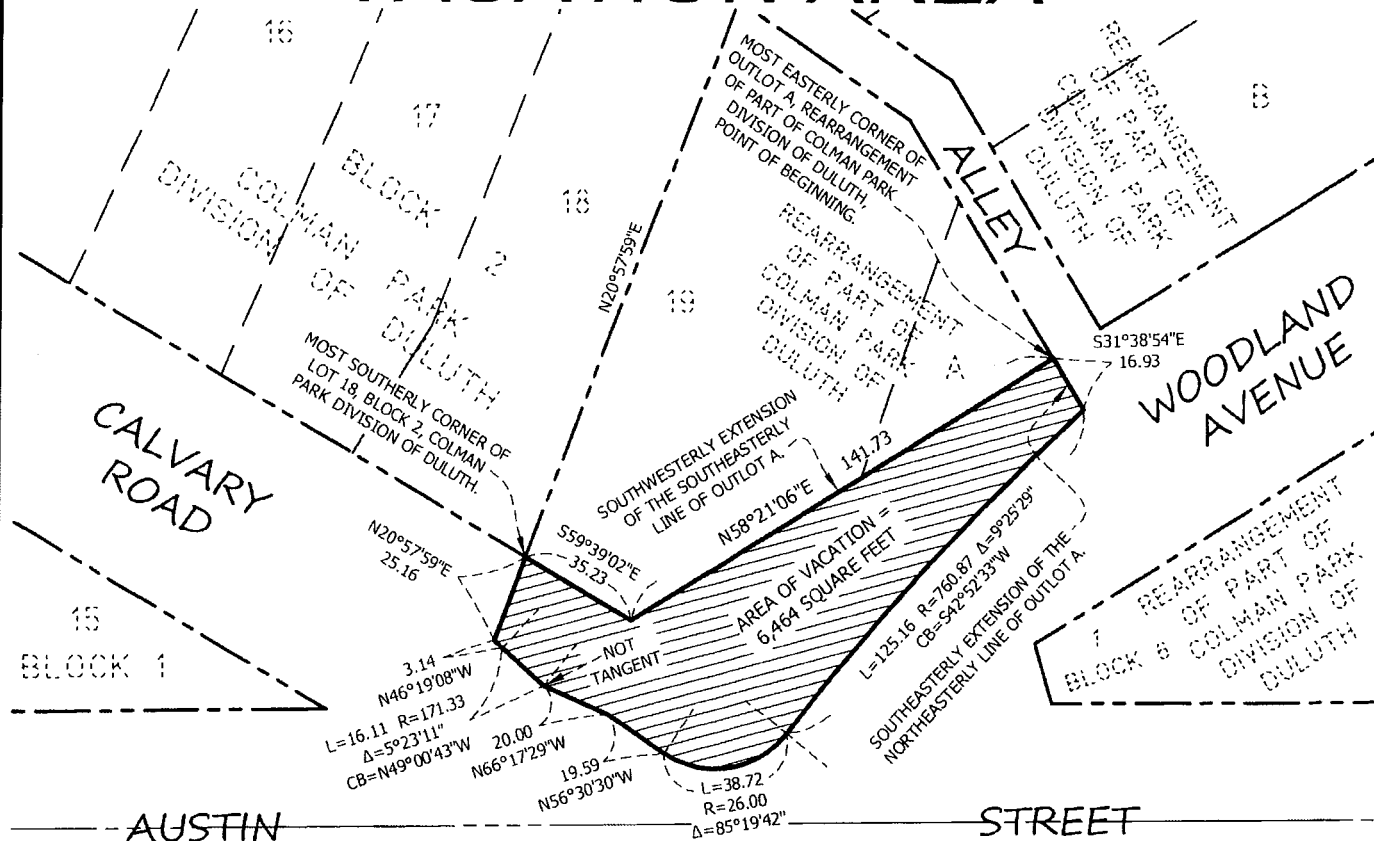 VACATION AREA
16
17
18
19
BLOCK
2
COLMAN PARK
DIVISION OF DULUTH
N20°57'59"E
MOST EASTERLY CORNER OF
OUTLOT A, REARRANGEMENT
OF PART OF COLMAN PARK
DIVISION OF DULUTH,
POINT OF BEGINNING.
ALLEY
REARRANGEMENT
OF PART OF
COLMAN PARK
DIVISION OF
DULUTH
B
REARRANGEMENT
OF PART OF
COLMAN PARK
DIVISION OF
DULUTH
A
S31°38'54"E
16.93
WOODLAND
AVENUE
MOST SOUTHERLY CORNER OF
LOT 18, BLOCK 2, COLMAN
PARK DIVISION OF DULUTH.
CALVARY
ROAD
SOUTHWESTERLY EXTENSION
OF THE SOUTHEASTERLY
LINE OF OUTLOT A.
141.73
N58°21'06"E
S59°39'02"E
35.23
N20°57'59"E
25.16
AREA OF VACATION =
6,464 SQUARE FEET
L=125.16 R=760.87 Δ=9°25'29"
CB=S42°52'33"W
SOUTHEASTERLY EXTENSION OF THE
NORTHEASTERLY LINE OF OUTLOT A.
NOT
TANGENT
15
BLOCK 1
3.14
N46°19'08"W
L=16.11 R=171.33
Δ=5°23'11"
CB=N49°00'43"W
20.00
N66°17'29"W
19.59
N56°30'30"W
L=38.72
R=26.00
Δ=85°19'42"
1
BLOCK 6
REARRANGEMENT
OF PART OF
COLMAN PARK
DIVISION OF
DULUTH
AUSTIN STREET